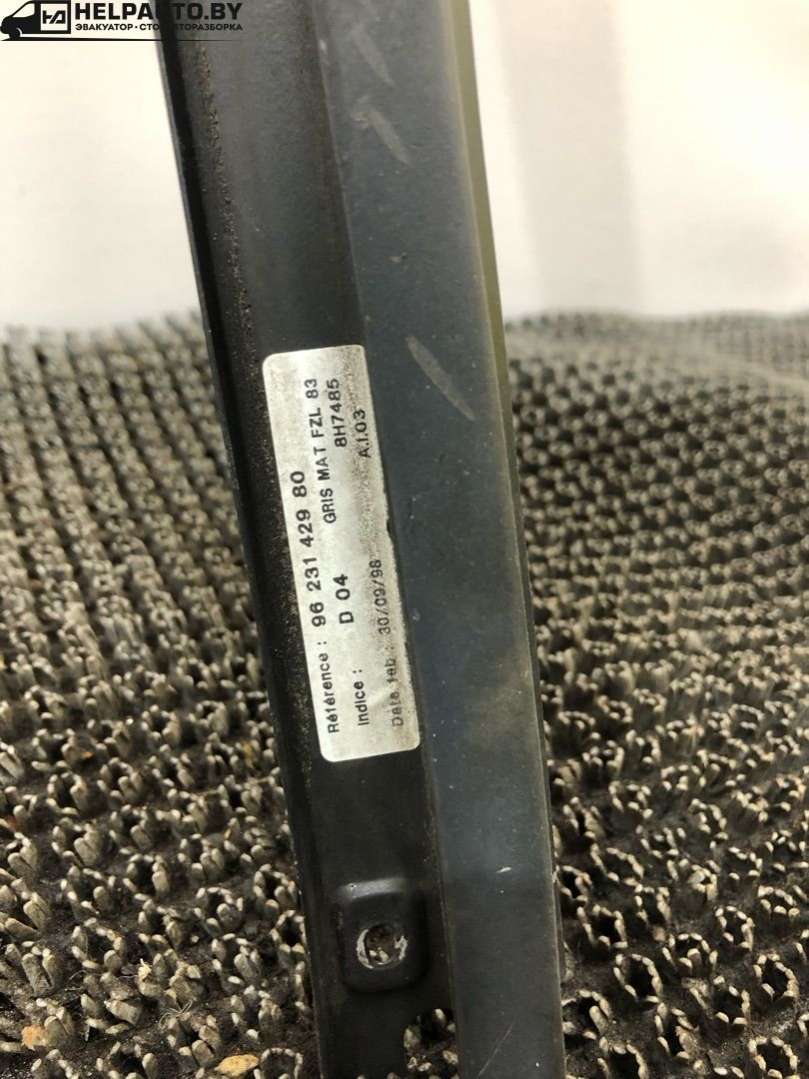 HELPAUTO.BY
ЭВАКУАТОР•СТО•АВТОРАЗБОРКА
Référence : 96 231 429 80
Indice : D 04 GRIS MAT FZL 83
8H7485
Date fab : 30/09/98 A.I.03